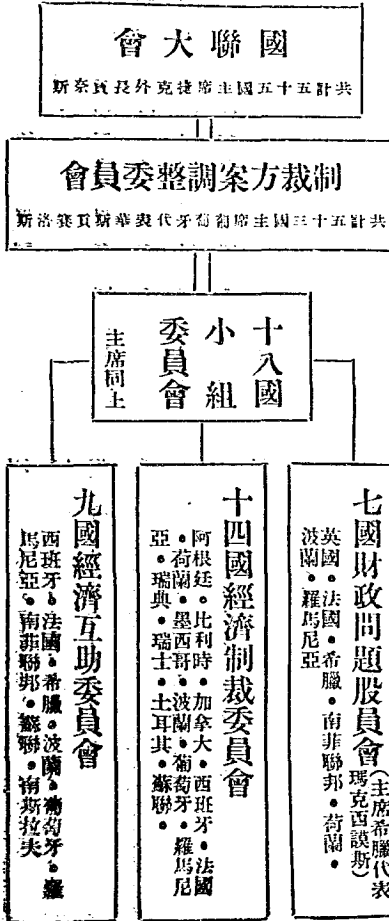 國聯大會
共計五十五國主席捷克外長貝奈斯
制裁方案調整委員會
共計五十三國主席葡萄牙代表華斯貢賽洛斯
十八國
小組
委員會
主席同上
七國財政問題股員會(主席希臘代表
瑪克西謨斯)
英國•法國•希臘•南非聯邦•荷蘭•
波蘭•羅馬尼亞
十四國經濟制裁委員會
阿根廷•比利時•加拿大•西班牙•法國
•荷蘭•墨西哥•波蘭•葡萄牙•羅馬尼
亞•瑞典•瑞士•土耳其•蘇聯•
九國經濟互助委員會
西班牙•法國•希臘•波蘭•葡萄牙•羅
馬尼亞•南非聯邦•蘇聯•南斯拉夫